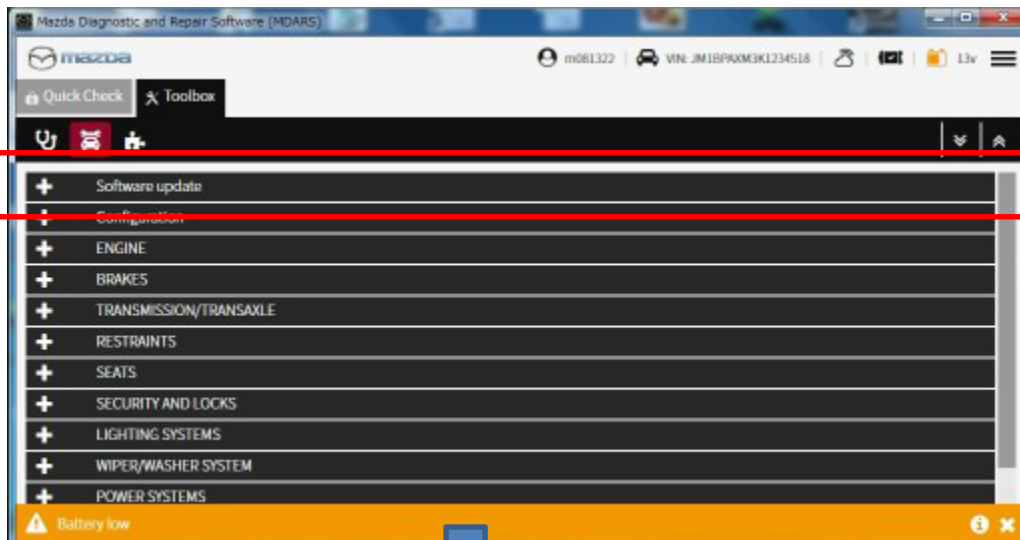 Mazda Diagnostic and Repair Software (MDARS)
mazda
m081322 | VIN: JM1BPAXM3K1234518 | 13v
Quick Check Toolbox
Software update
Configuration
ENGINE
BRAKES
TRANSMISSION/TRANSAXLE
RESTRAINTS
SEATS
SECURITY AND LOCKS
LIGHTING SYSTEMS
WIPER/WASHER SYSTEM
POWER SYSTEMS
Battery low